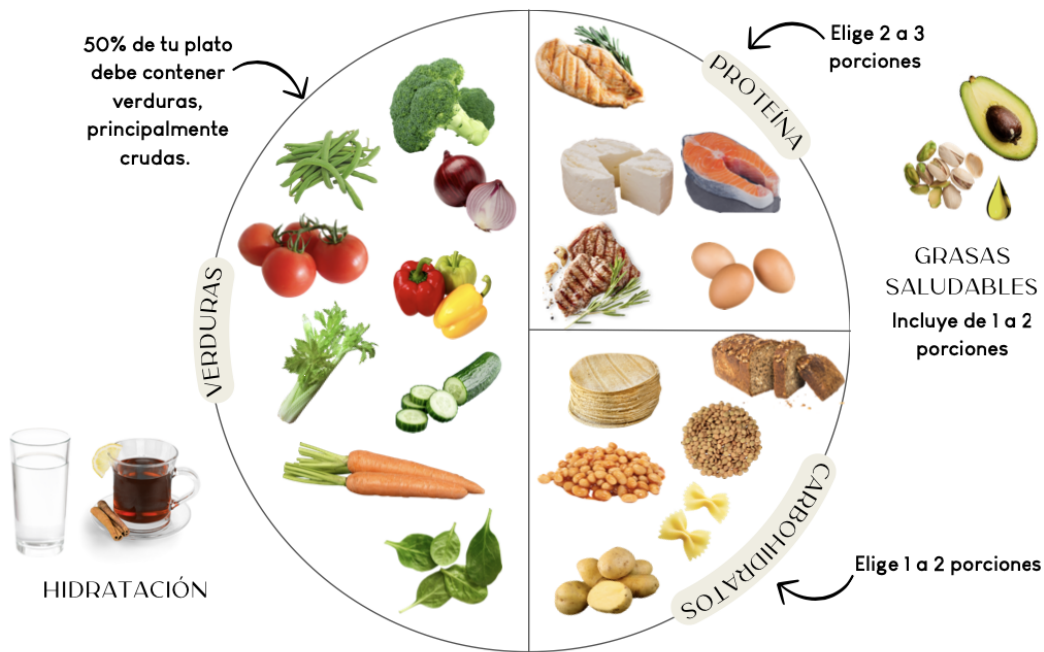 50% de tu plato
debe contener
verduras,
principalmente
crudas.
VERDURAS
HIDRATACIÓN
PROTEÍNA
Elige 2 a 3
porciones
GRASAS
SALUDABLES
Incluye de 1 a 2
porciones
CARBOHIDRATOS
Elige 1 a 2 porciones